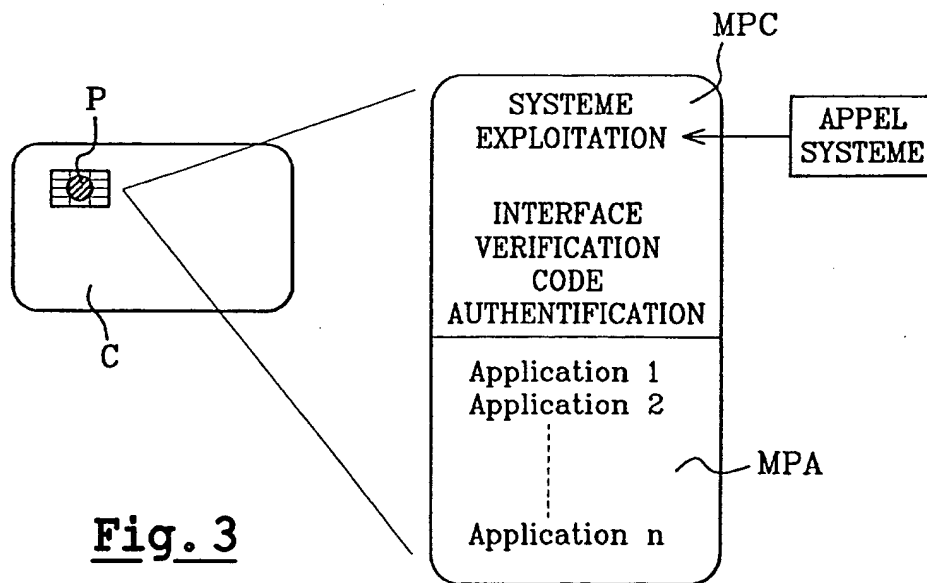 MPC
P
SYSTEME
EXPLOITATION
APPEL
SYSTEME
INTERFACE
VERIFICATION
CODE
AUTHENTIFICATION
C
Application 1
Application 2
MPA
Application n
Fig. 3